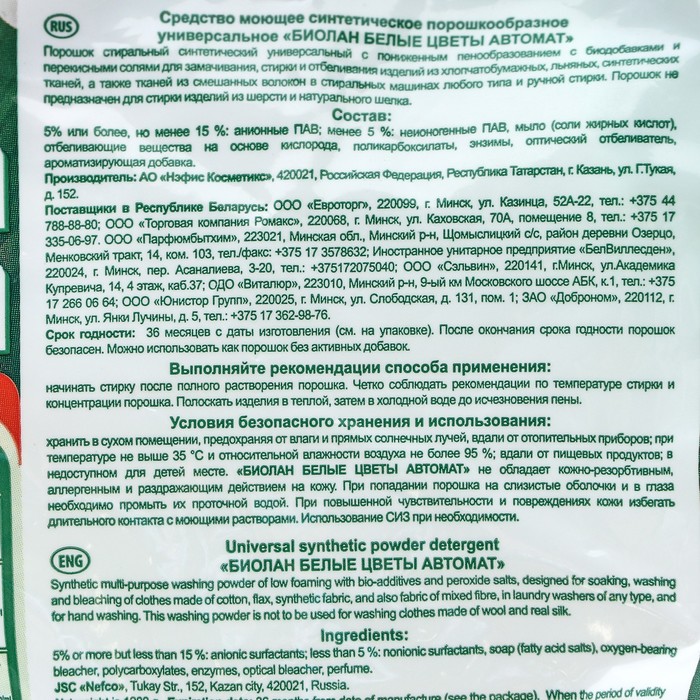 RUS
Средство моющее синтетическое порошкообразное
универсальное «БИОЛАН БЕЛЫЕ ЦВЕТЫ АВТОМАТ»
Порошок стиральный синтетический универсальный с пониженным пенообразованием с биодобавками и
перекисными солями для замачивания, стирки и отбеливания изделий из хлопчатобумажных, льняных, синтетических
тканей, а также тканей из смешанных волокон в стиральных машинах любого типа и ручной стирки. Порошок не
предназначен для стирки изделий из шерсти и натурального шелка.
Состав:
5% или более, но менее 15 %: анионные ПАВ; менее 5 %: неионогенные ПАВ, мыло (соли жирных кислот),
отбеливающие вещества на основе кислорода, поликарбоксилаты, энзимы, оптический отбеливатель,
ароматизирующая добавка.
Производитель: АО «Нэфис Косметикс», 420021, Российская Федерация, Республика Татарстан, г. Казань, ул. Г.Тукая,
д. 152.
Поставщики в Республике Беларусь: ООО «Евроторг», 220099, г. Минск, ул. Казинца, 52А-22, тел.: +375 44
788-88-80; ООО «Торговая компания Ромакс», 220068, г. Минск, ул. Каховская, 70А, помещение 8, тел.: +375 17
335-06-97. ООО «Парфюмбытхим», 223021, Минская обл., Минский р-н, Щомыслицкий с/с, район деревни Озерцо,
Менковский тракт, 14, ком. 103, тел./факс: +375 17 3578632; Иностранное унитарное предприятие «БелВиллесден»,
220024, г. Минск, пер. Асаналиева, 3-20, тел.: +375172075040; ООО «Сэльвин», 220141, г.Минск, ул.Академика
Купревича, 14, 4 этаж, каб.37; ОДО «Виталюр», 223010, Минский р-н, 9-ый км Московского шоссе АБК, к.1, тел.: +375
17 266 06 64; ООО «Юнистор Групп», 220025, г. Минск, ул. Слободская, д. 131, пом. 1; ЗАО «Доброном», 220112, г.
Минск, ул. Янки Лучины, д. 5, тел.: +375 17 362-98-76.
Срок годности: 36 месяцев с даты изготовления (см. на упаковке). После окончания срока годности порошок
безопасен. Можно использовать как порошок без активных добавок.
Выполняйте рекомендации способа применения:
начинать стирку после полного растворения порошка. Четко соблюдать рекомендации по температуре стирки и
концентрации порошка. Полоскать изделия в теплой, затем в холодной воде до исчезновения пены.
Условия безопасного хранения и использования:
хранить в сухом помещении, предохраняя от влаги и прямых солнечных лучей, вдали от отопительных приборов; при
температуре не выше 35 °С и относительной влажности воздуха не более 95 %; вдали от пищевых продуктов; в
недоступном для детей месте. «БИОЛАН БЕЛЫЕ ЦВЕТЫ АВТОМАТ» не обладает кожно-резорбтивным,
аллергенным и раздражающим действием на кожу. При попадании порошка на слизистые оболочки и в глаза
необходимо промыть их проточной водой. При повышенной чувствительности и повреждениях кожи избегать
длительного контакта с моющими растворами. Использование СИЗ при необходимости.
ENG
Universal synthetic powder detergent
«БИОЛАН БЕЛЫЕ ЦВЕТЫ АВТОМАТ»
Synthetic multi-purpose washing powder of low foaming with bio-additives and peroxide salts, designed for soaking, washing
and bleaching of clothes made of cotton, flax, synthetic fabric, and also fabric of mixed fibre, in laundry washers of any type, and
for hand washing. This washing powder is not to be used for washing clothes made of wool and real silk.
Ingredients:
5% or more but less than 15 %: anionic surfactants; less than 5 %: nonionic surfactants, soap (fatty acid salts), oxygen-bearing
bleacher, polycarboxylates, enzymes, optical bleacher, perfume.
JSC «Nefco», Tukay Str., 152, Kazan city, 420021, Russia.
from date of manufacture (see the package). When the period of validity